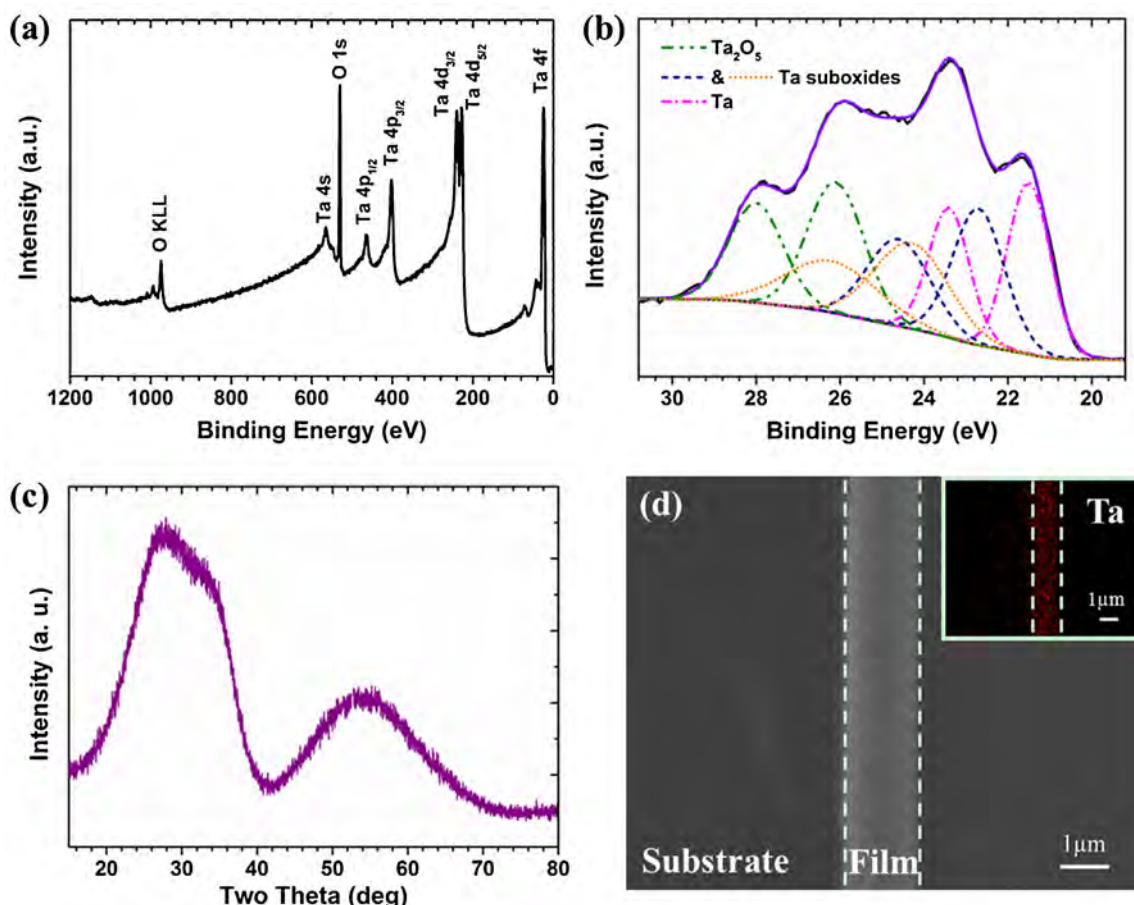 (a)
Intensity (a.u.)
O KLL
Ta 4s
O 1s
Ta 4p1/2
Ta 4p3/2
Ta 4d3/2
Ta 4d5/2
Ta 4f
1200 1000 800 600 400 200 0
Binding Energy (eV)
(b)
Intensity (a.u.)
Ta2O5
& Ta suboxides
Ta
30 28 26 24 22 20
Binding Energy (eV)
(c)
Intensity (a. u.)
20 30 40 50 60 70 80
Two Theta (deg)
(d)
Ta
1μm
Substrate
Film
1μm